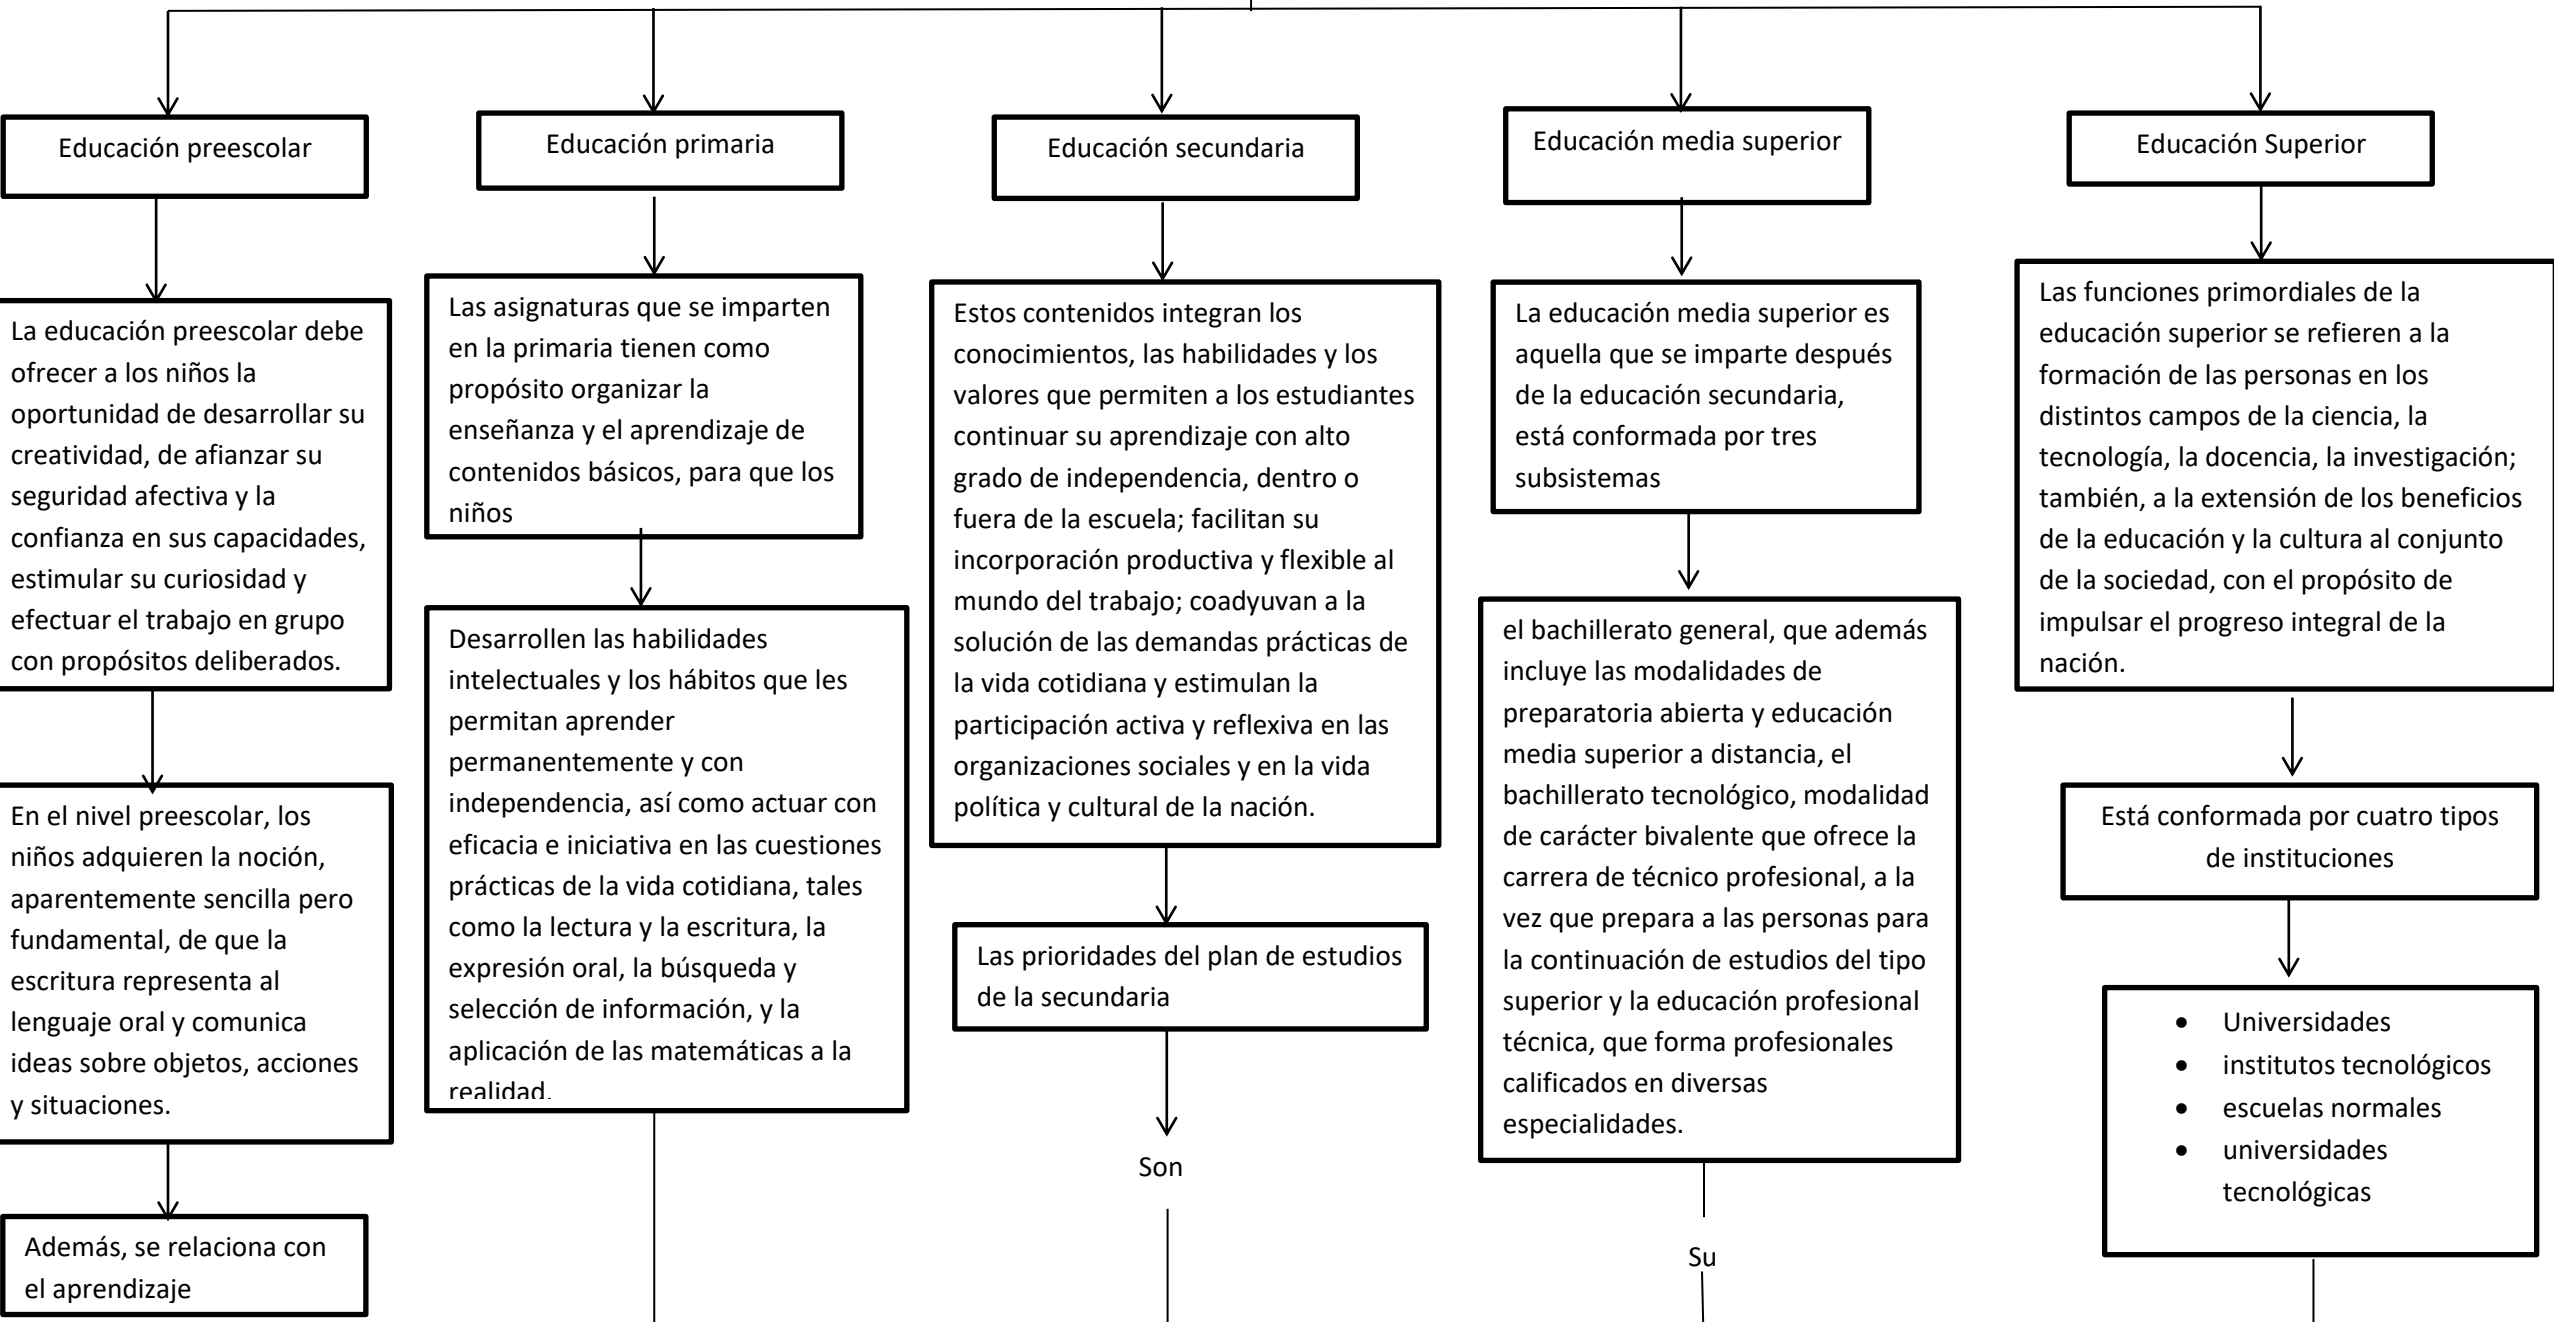 Educación preescolar
La educación preescolar debe
ofrecer a los niños la
oportunidad de desarrollar su
creatividad, de afianzar su
seguridad afectiva y la
confianza en sus capacidades,
estimular su curiosidad y
efectuar el trabajo en grupo
con propósitos deliberados.
En el nivel preescolar, los
niños adquieren la noción,
aparentemente sencilla pero
fundamental, de que la
escritura representa al
lenguaje oral y comunica
ideas sobre objetos, acciones
y situaciones.
Además, se relaciona con
el aprendizaje
Educación primaria
Las asignaturas que se imparten
en la primaria tienen como
propósito organizar la
enseñanza y el aprendizaje de
contenidos básicos, para que los
niños
Desarrollen las habilidades
intelectuales y los hábitos que les
permitan aprender
permanentemente y con
independencia, así como actuar con
eficacia e iniciativa en las cuestiones
prácticas de la vida cotidiana, tales
como la lectura y la escritura, la
expresión oral, la búsqueda y
selección de información, y la
aplicación de las matemáticas a la
realidad.
Educación secundaria
Estos contenidos integran los
conocimientos, las habilidades y los
valores que permiten a los estudiantes
continuar su aprendizaje con alto
grado de independencia, dentro o
fuera de la escuela; facilitan su
incorporación productiva y flexible al
mundo del trabajo; coadyuvan a la
solución de las demandas prácticas de
la vida cotidiana y estimulan la
participación activa y reflexiva en las
organizaciones sociales y en la vida
política y cultural de la nación.
Las prioridades del plan de estudios
de la secundaria
Son
Educación media superior
La educación media superior es
aquella que se imparte después
de la educación secundaria,
está conformada por tres
subsistemas
el bachillerato general, que además
incluye las modalidades de
preparatoria abierta y educación
media superior a distancia, el
bachillerato tecnológico, modalidad
de carácter bivalente que ofrece la
carrera de técnico profesional, a la
vez que prepara a las personas para
la continuación de estudios del tipo
superior y la educación profesional
técnica, que forma profesionales
calificados en diversas
especialidades.
Su
Educación Superior
Las funciones primordiales de la
educación superior se refieren a la
formación de las personas en los
distintos campos de la ciencia, la
tecnología, la docencia, la investigación;
también, a la extensión de los beneficios
de la educación y la cultura al conjunto
de la sociedad, con el propósito de
impulsar el progreso integral de la
nación.
Está conformada por cuatro tipos
de instituciones
• Universidades
• institutos tecnológicos
• escuelas normales
• universidades
tecnológicas